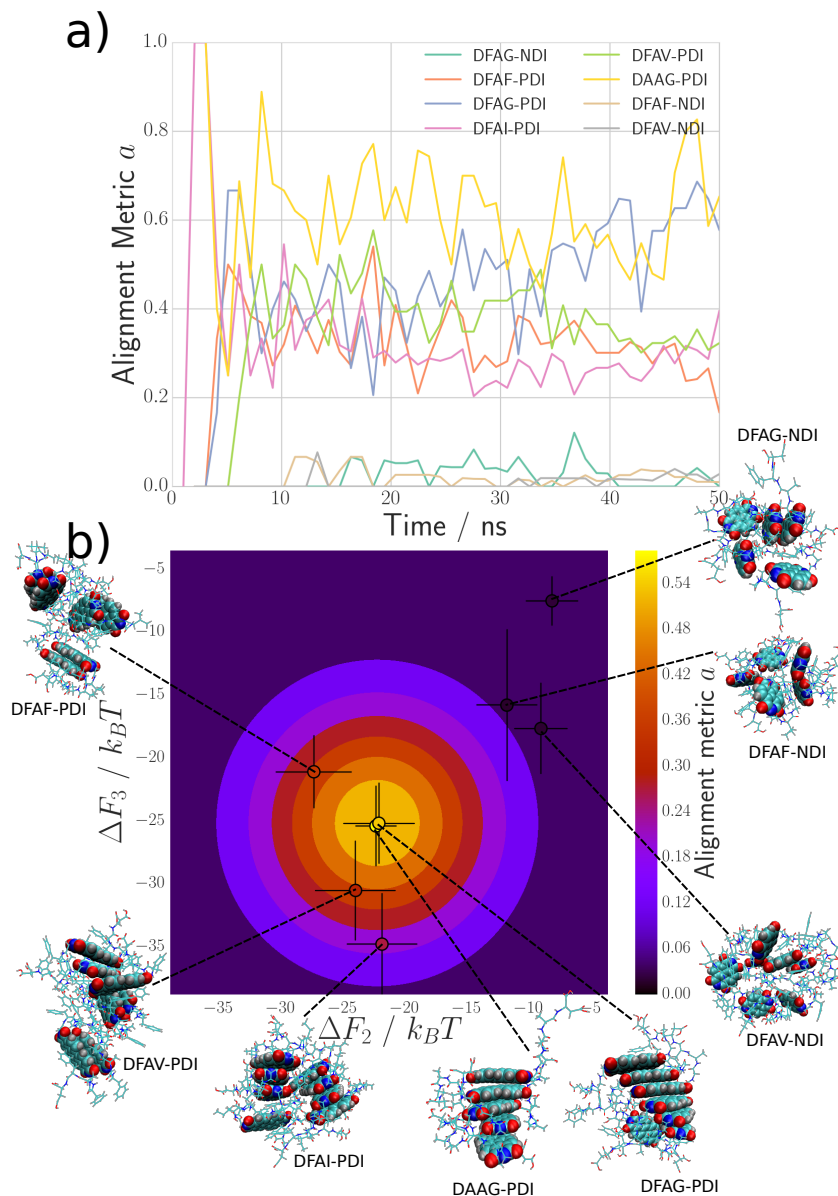 a)
1.0
0.8
0.6
0.4
0.2
0.0
Alignment Metric a
DFAG-NDI
DFAF-PDI
DFAG-PDI
DFAI-PDI
DFAV-PDI
DAAG-PDI
DFAF-NDI
DFAV-NDI
0 10 20 30 40 50
Time / ns
b)
DFAG-NDI
−5
−10
−15
−20
−25
−30
−35
ΔF₃ / k_BT
−35 −30 −25 −20 −15 −10 −5
ΔF₂ / k_BT
0.54
0.48
0.42
0.36
0.30
0.24
0.18
0.12
0.06
0.00
Alignment metric a
DFAF-PDI
DFAF-NDI
DFAV-PDI
DFAV-NDI
DFAI-PDI
DAAG-PDI
DFAG-PDI